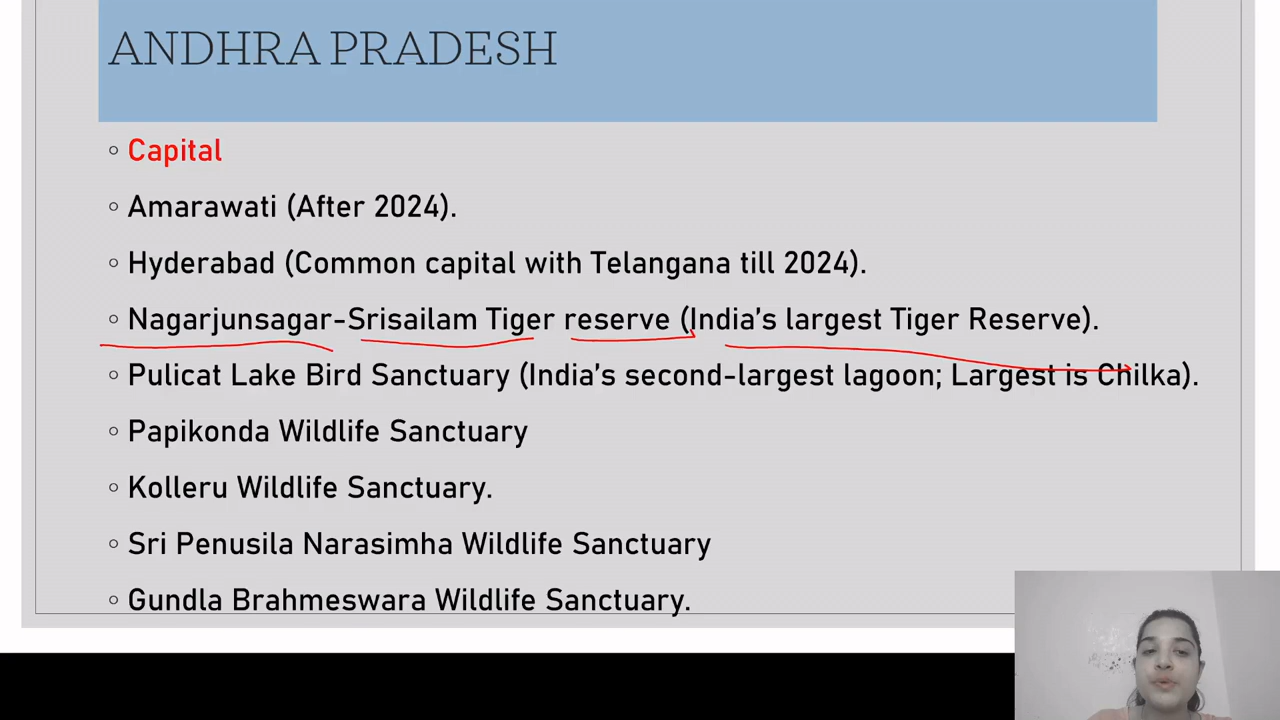 ANDHRA PRADESH
Capital
Amarawati (After 2024).
Hyderabad (Common capital with Telangana till 2024).
Nagarjunsagar-Srisailam Tiger reserve (India's largest Tiger Reserve).
Pulicat Lake Bird Sanctuary (India's second-largest lagoon; Largest is Chilka).
Papikonda Wildlife Sanctuary
Kolleru Wildlife Sanctuary.
Sri Penusila Narasimha Wildlife Sanctuary
Gundla Brahmeswara Wildlife Sanctuary.